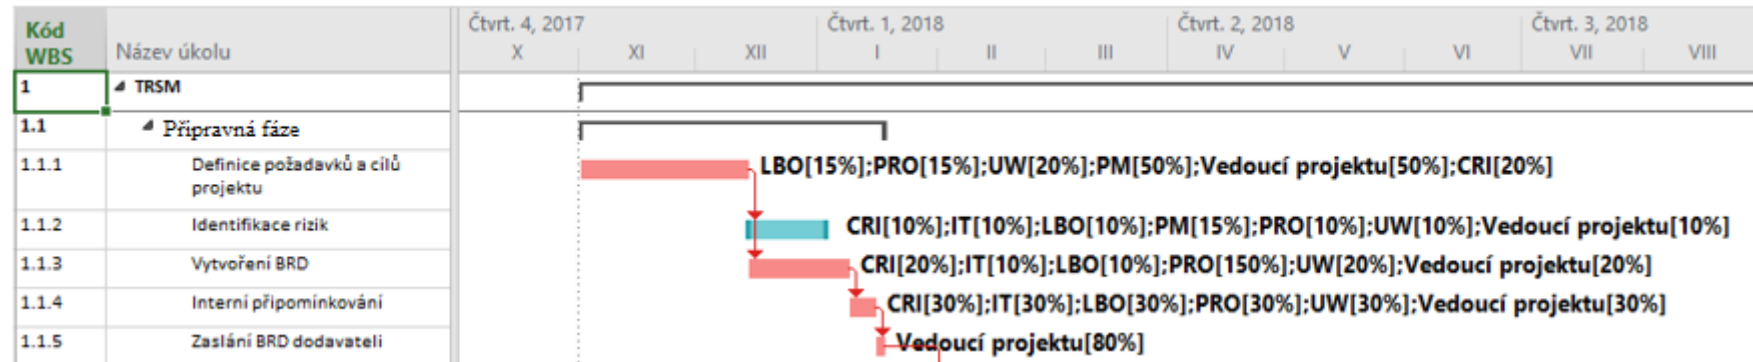 Kód WBS
Název úkolu
Čtvrt. 4, 2017
Čtvrt. 1, 2018
Čtvrt. 2, 2018
Čtvrt. 3, 2018
X XI XII I II III IV V VI VII VIII
1 TRSM
1.1 Přípravná fáze
1.1.1 Definice požadavků a cílů
projektu
LBO[15%];PRO[15%];UW[20%];PM[50%];Vedoucí projektu[50%];CRI[20%]
1.1.2 Identifikace rizik
CRI[10%];IT[10%];LBO[10%];PM[15%];PRO[10%];UW[10%];Vedoucí projektu[10%]
1.1.3 Vytvoření BRD
CRI[20%];IT[10%];LBO[10%];PRO[150%];UW[20%];Vedoucí projektu[20%]
1.1.4 Interní připomínkování
CRI[30%];IT[30%];LBO[30%];PRO[30%];UW[30%];Vedoucí projektu[30%]
1.1.5 Zaslání BRD dodavateli
Vedoucí projektu[80%]